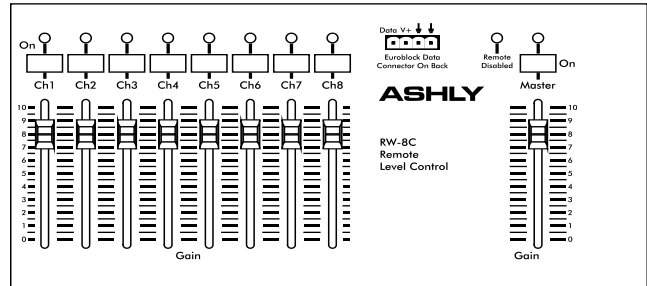 Data V+
On
Euroblock Data
Connector On Back
Remote
Disabled
On
Ch1 Ch2 Ch3 Ch4 Ch5 Ch6 Ch7 Ch8
Master
ASHLY
RW-8C
Remote
Level Control
10
9
8
7
6
5
4
3
2
1
0
Gain
10
9
8
7
6
5
4
3
2
1
0
Gain